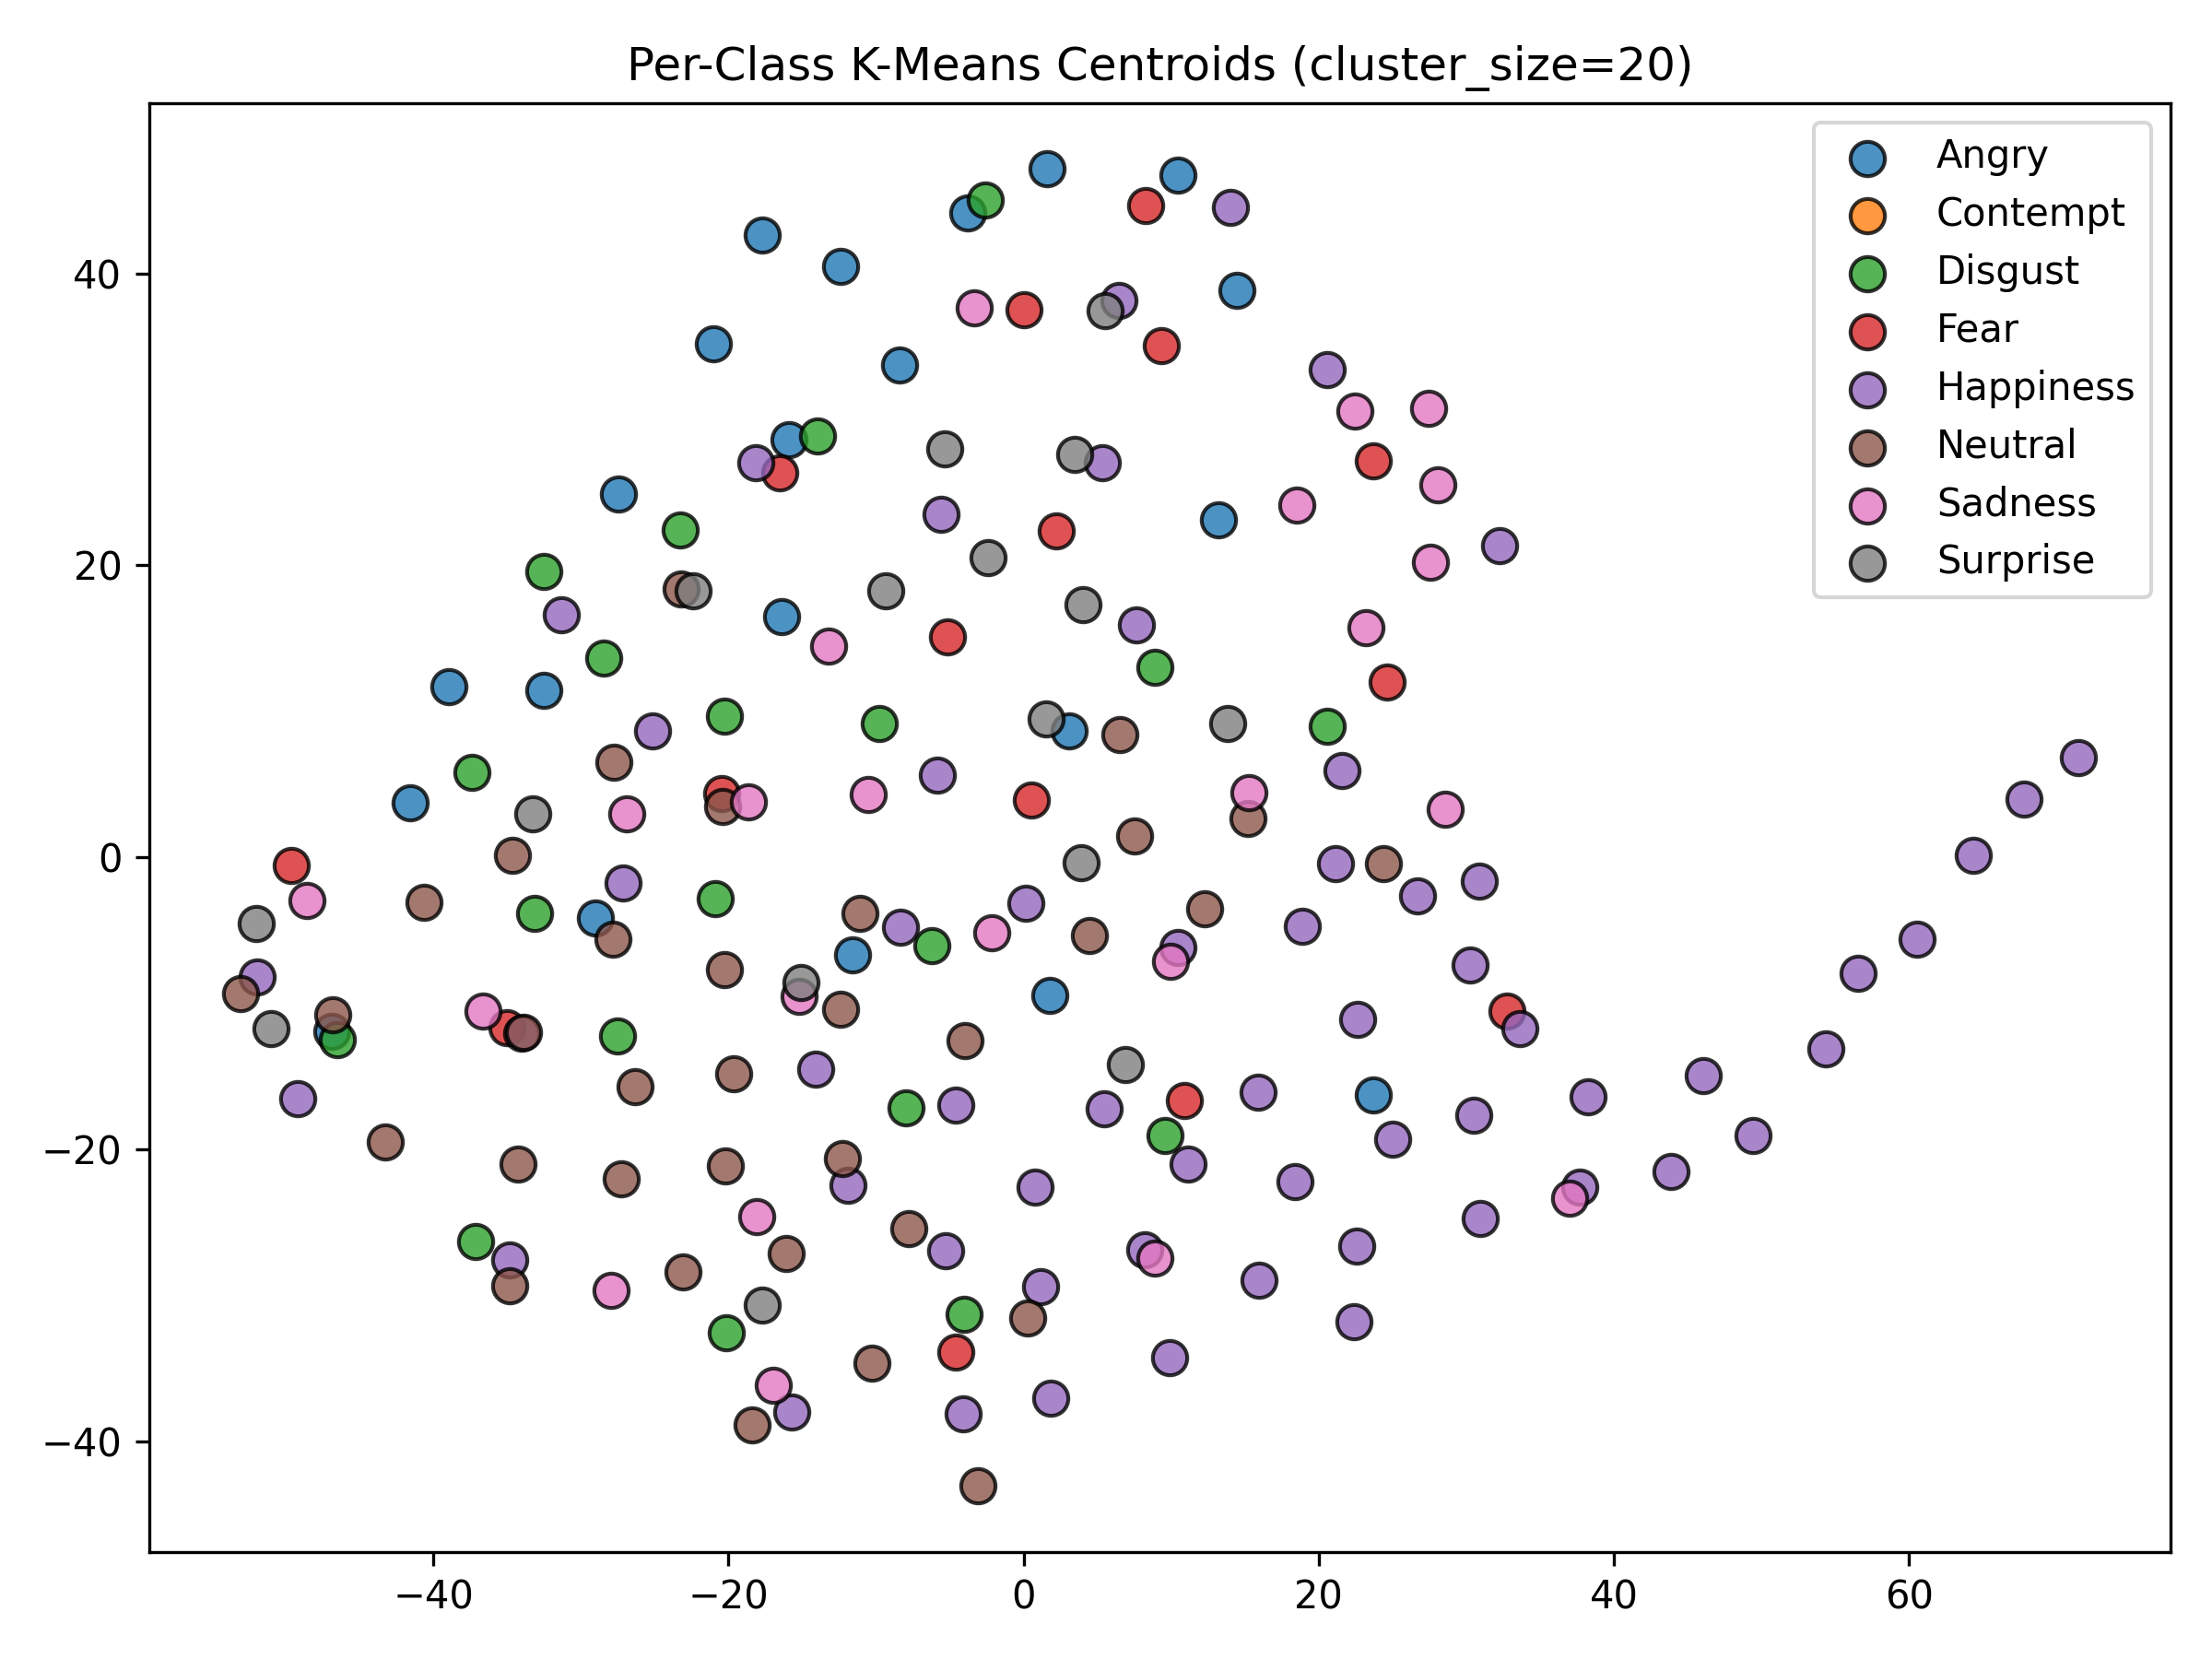 Per-Class K-Means Centroids (cluster_size=20)
Angry
Contempt
Disgust
Fear
Happiness
Neutral
Sadness
Surprise
40
20
0
−20
−40
−40 −20 0 20 40 60